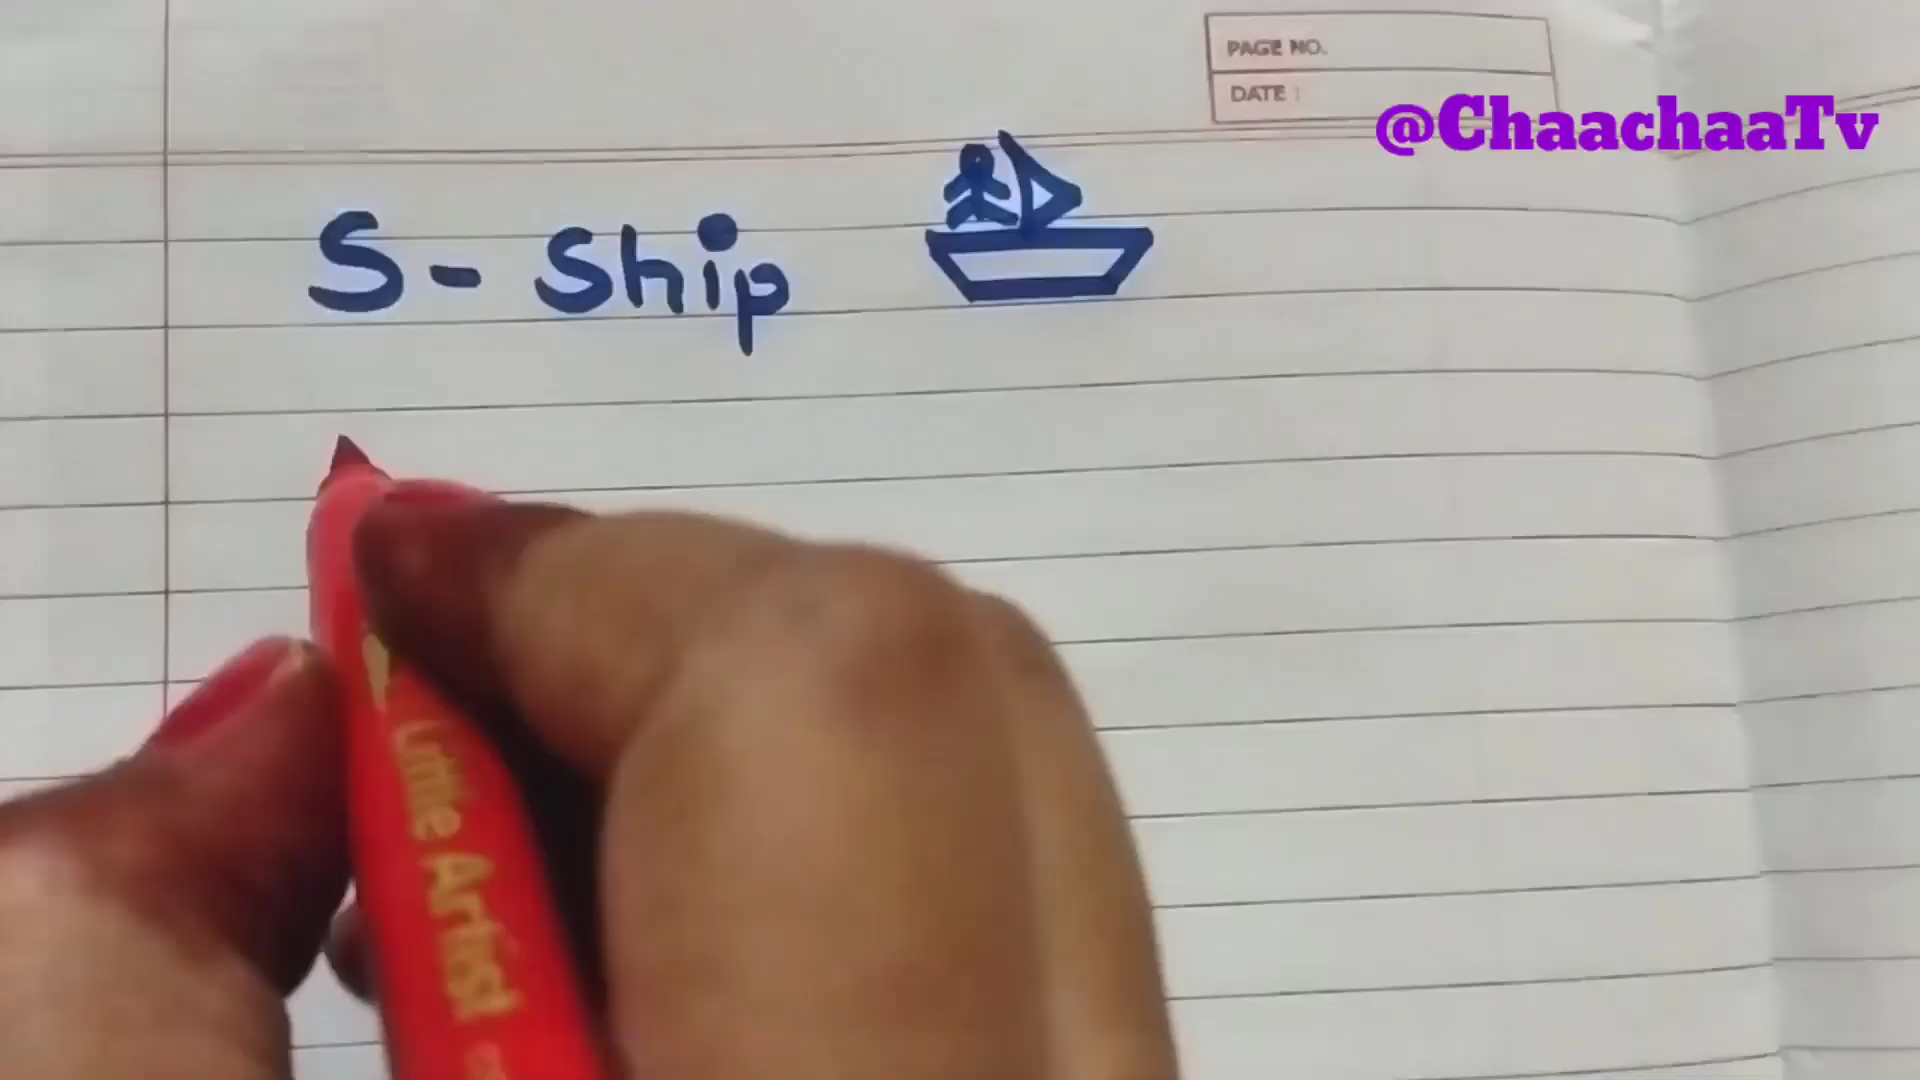 PAGE NO.
DATE :
@ChaachaaTv
S - Ship
Little Artist